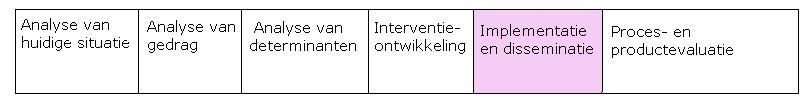 Analyse van
huidige situatie
Analyse van
gedrag
Analyse van
determinanten
Interventie-
ontwikkeling
Implementatie
en disseminatie
Proces- en
productevaluatie